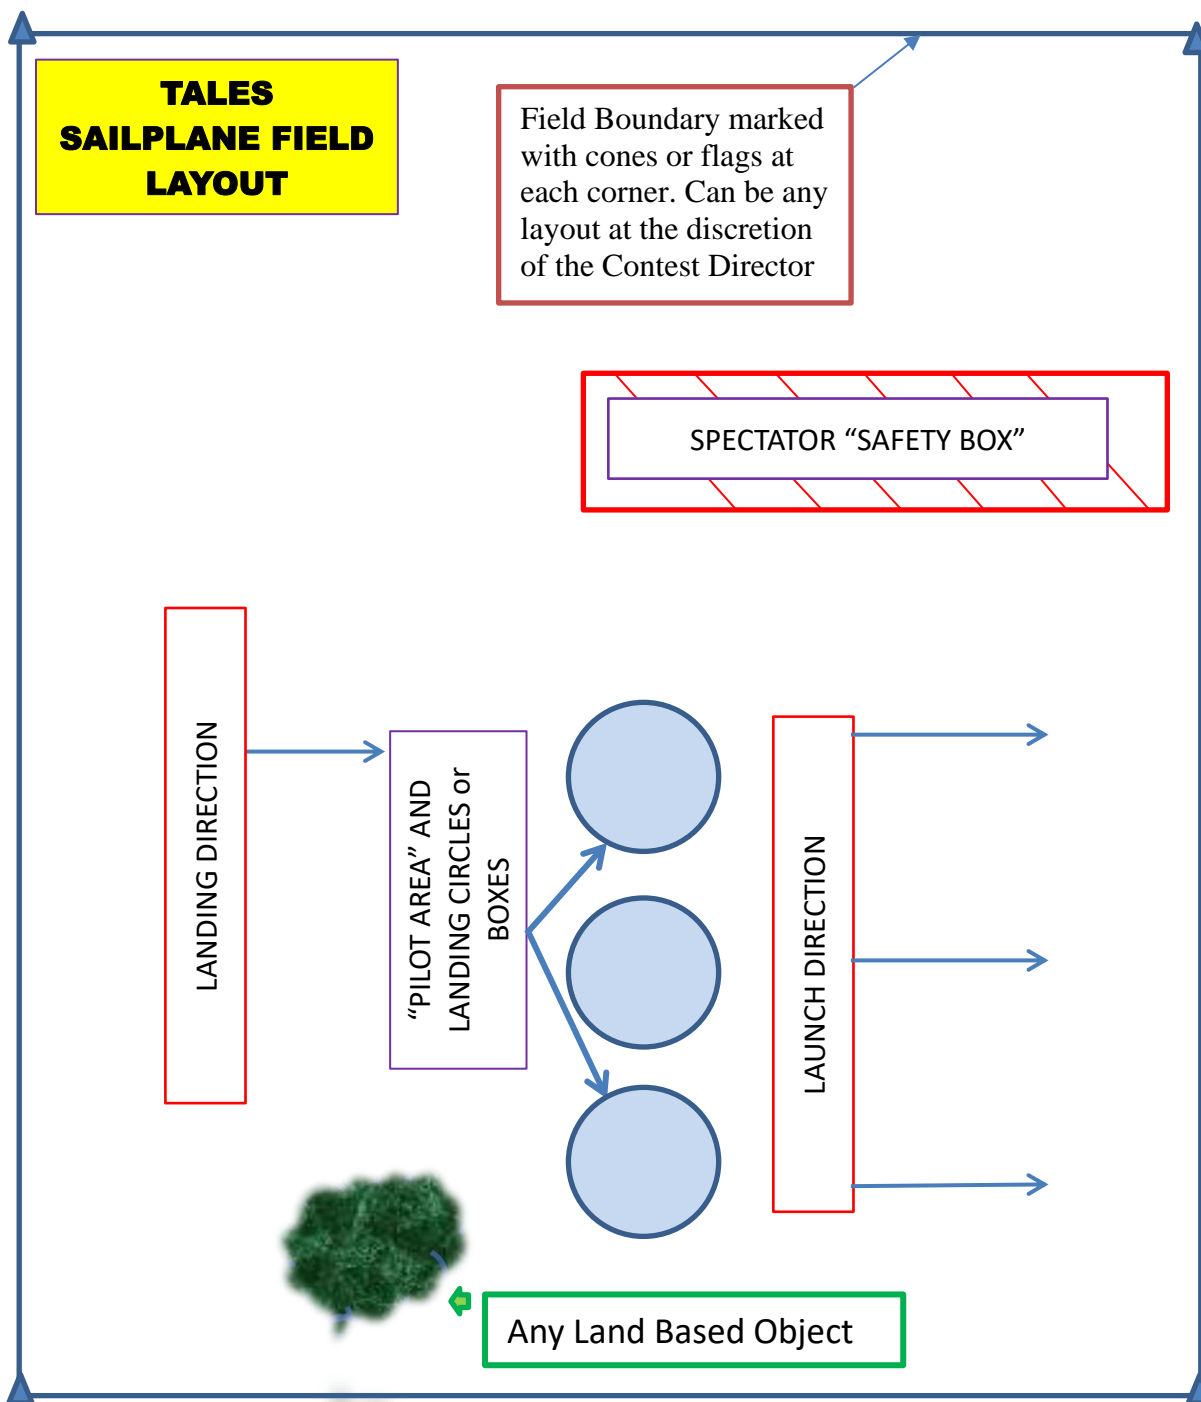 TALES
SAILPLANE FIELD
LAYOUT
Field Boundary marked
with cones or flags at
each corner. Can be any
layout at the discretion
of the Contest Director
SPECTATOR “SAFETY BOX”
LANDING DIRECTION
“PILOT AREA” AND
LANDING CIRCLES or
BOXES
LAUNCH DIRECTION
Any Land Based Object